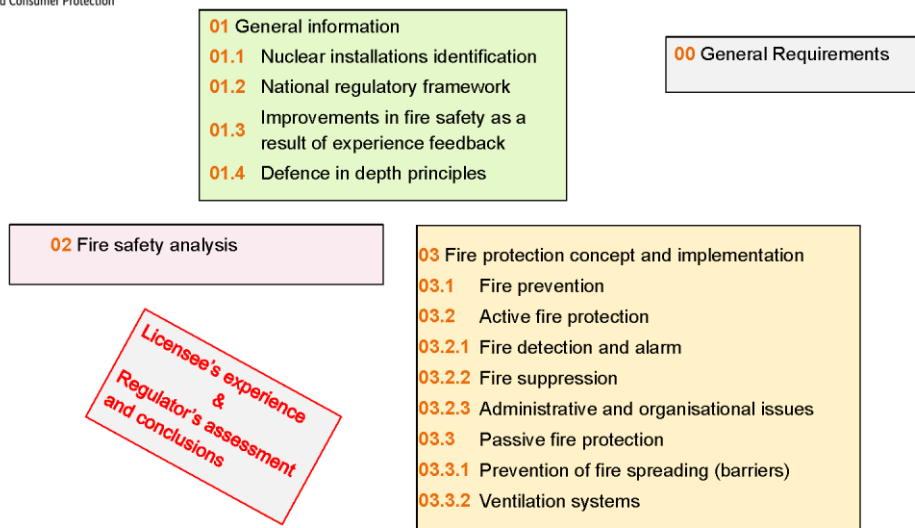 and Consumer Protection
01 General information
01.1 Nuclear installations identification
01.2 National regulatory framework
01.3 Improvements in fire safety as a
result of experience feedback
01.4 Defence in depth principles
00 General Requirements
02 Fire safety analysis
03 Fire protection concept and implementation
03.1 Fire prevention
03.2 Active fire protection
03.2.1 Fire detection and alarm
03.2.2 Fire suppression
03.2.3 Administrative and organisational issues
03.3 Passive fire protection
03.3.1 Prevention of fire spreading (barriers)
03.3.2 Ventilation systems
Licensee's experience
&
Regulator's assessment
and conclusions